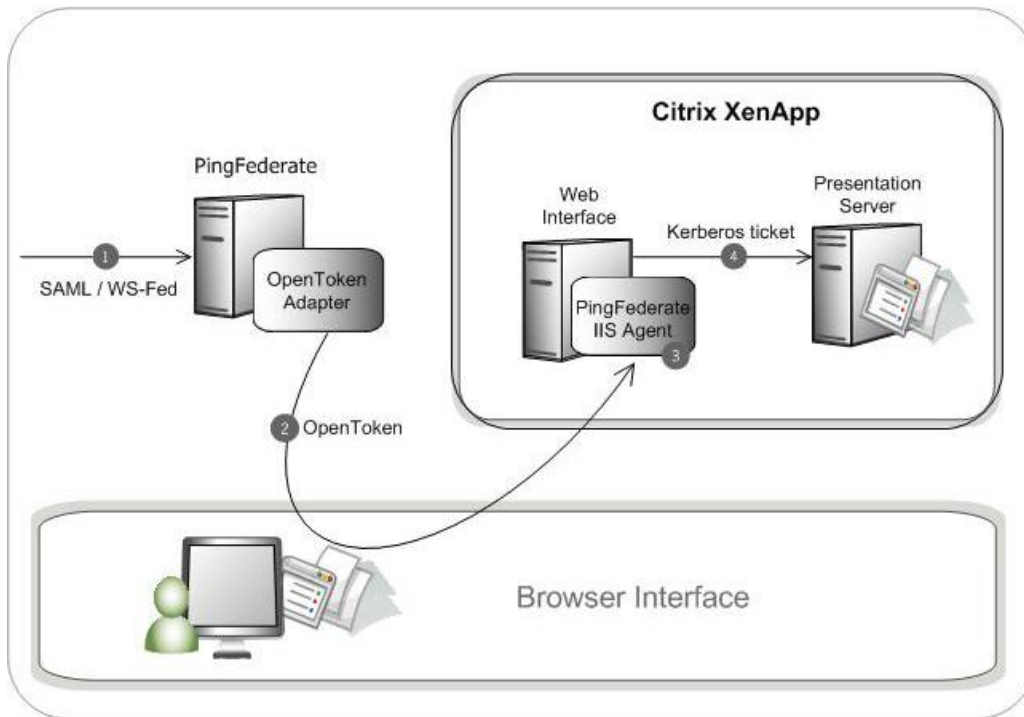 Citrix XenApp
PingFederate
OpenToken
Adapter
1
SAML / WS-Fed
Web
Interface
PingFederate
IIS Agent
3
Kerberos ticket
4
Presentation
Server
2 OpenToken
Browser Interface